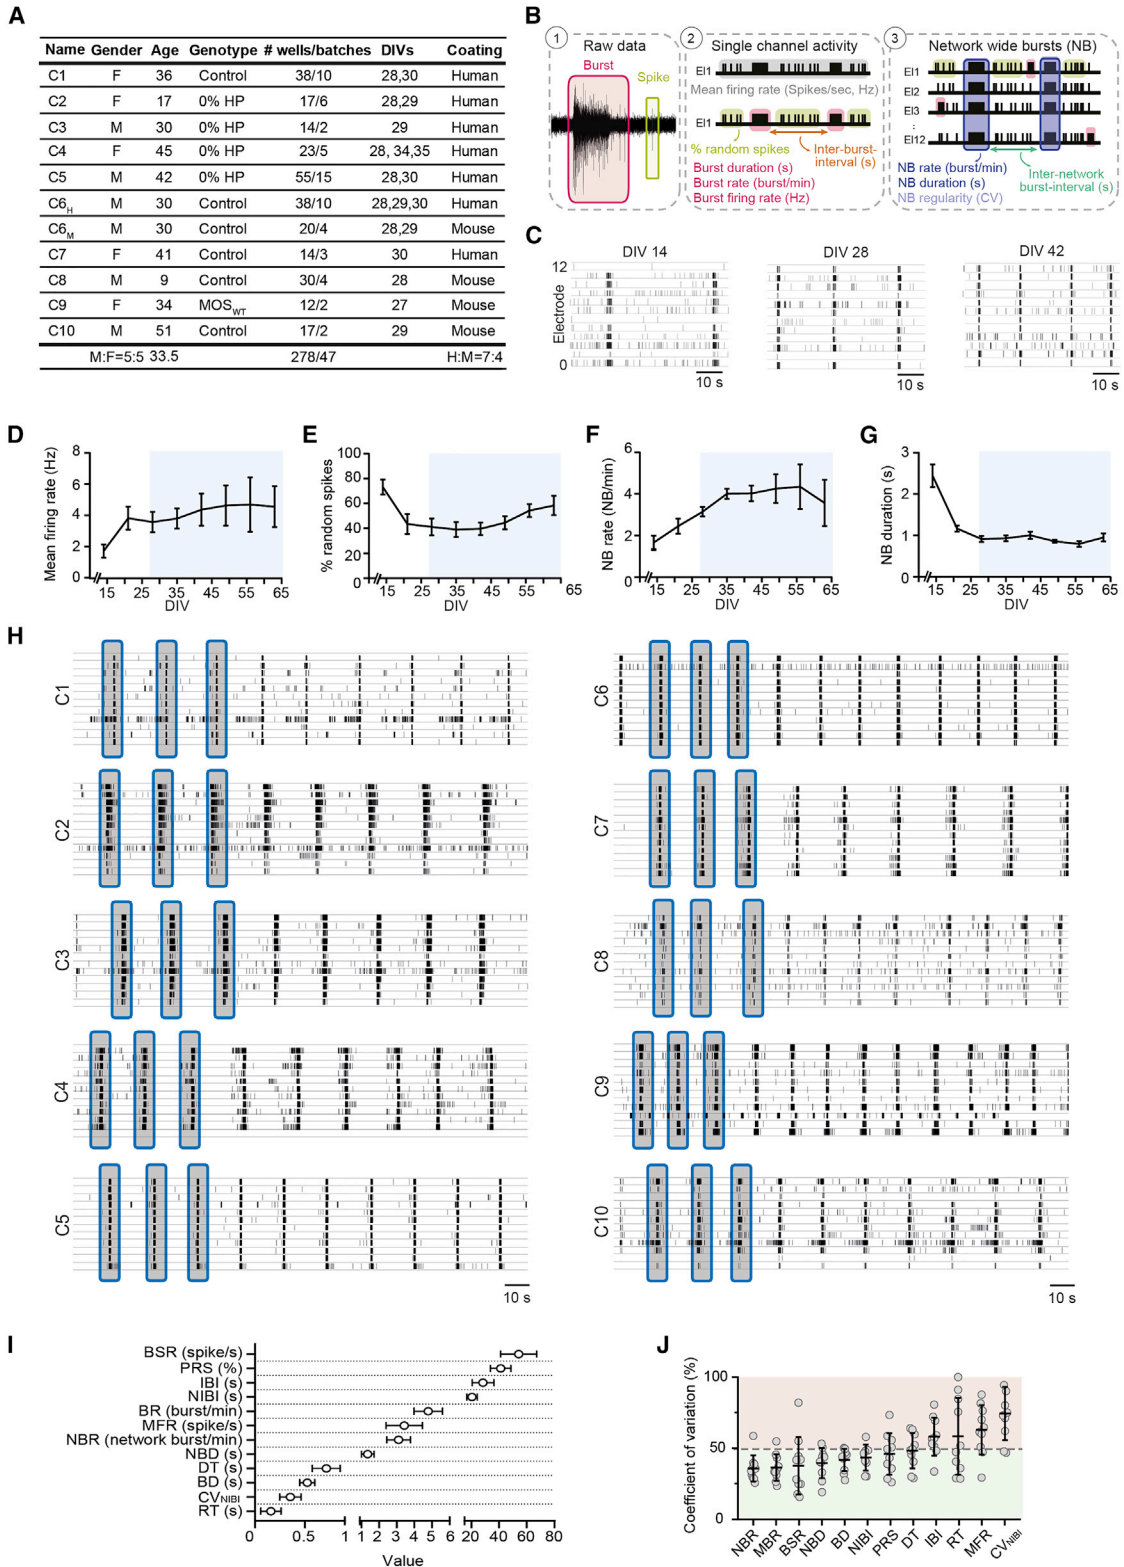 A
Name Gender Age Genotype # wells/batches DIVs Coating
C1 F 36 Control 38/10 28,30 Human
C2 F 17 0% HP 17/6 28,29 Human
C3 M 30 0% HP 14/2 29 Human
C4 F 45 0% HP 23/5 28, 34,35 Human
C5 M 42 0% HP 55/15 28,30 Human
C6H M 30 Control 38/10 28,29,30 Human
C6M M 30 Control 20/4 28,29 Mouse
C7 F 41 Control 14/3 30 Human
C8 M 9 Control 30/4 28 Mouse
C9 F 34 MOSWT 12/2 27 Mouse
C10 M 51 Control 17/2 29 Mouse
M:F=5:5 33.5 278/47 H:M=7:4
B
1 Raw data
Burst
Spike
2 Single channel activity
El1
Mean firing rate (Spikes/sec, Hz)
El1
% random spikes
Inter-burst-
interval (s)
Burst duration (s)
Burst rate (burst/min)
Burst firing rate (Hz)
3 Network wide bursts (NB)
El1
El2
El3
:
El12
NB rate (burst/min)
NB duration (s)
NB regularity (CV)
Inter-network
burst-interval (s)
C
DIV 14 DIV 28 DIV 42
12
Electrode
0
10 s 10 s 10 s
D
Mean firing rate (Hz)
8
6
4
2
0
15 25 35 45 55 65
DIV
E
% random spikes
100
80
60
40
20
0
15 25 35 45 55 65
DIV
F
NB rate (NB/min)
6
4
2
0
15 25 35 45 55 65
DIV
G
NB duration (s)
3
2
1
0
15 25 35 45 55 65
DIV
H
C1
C2
C3
C4
C5
10 s
C6
C7
C8
C9
C10
10 s
I
BSR (spike/s)
PRS (%)
IBI (s)
NIBI (s)
BR (burst/min)
MFR (spike/s)
NBR (network burst/min)
NBD (s)
DT (s)
BD (s)
CVNIBI
RT (s)
0 0.5 1 1 2 3 4 5 6 20 40 60 80
Value
J
Coefficient of variation (%)
100
50
0
NBR MBR BSR NBD BD NIBI PRS DT IBI RT MFR CVNIBI